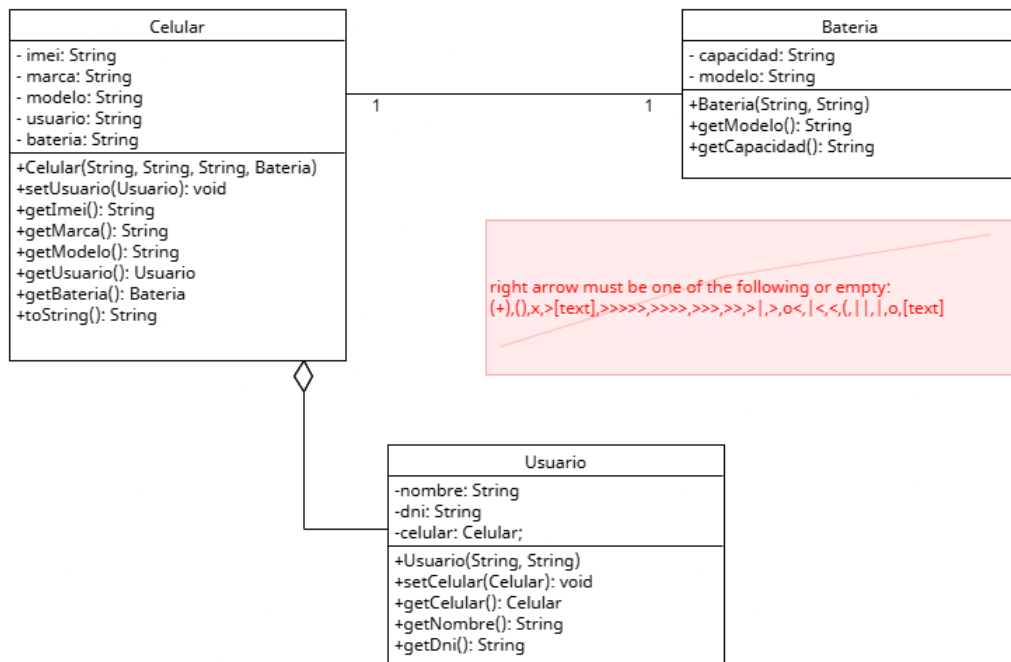 Celular
- imei: String
- marca: String
- modelo: String
- usuario: String
- bateria: String
+Celular(String, String, String, Bateria)
+setUsuario(Usuario): void
+getImei(): String
+getMarca(): String
+getModelo(): String
+getUsuario(): Usuario
+getBateria(): Bateria
+toString(): String
1
1
Bateria
- capacidad: String
- modelo: String
+Bateria(String, String)
+getModelo(): String
+getCapacidad(): String
right arrow must be one of the following or empty:
(+),(),x,>[text],>>>>>,>>>>,>>>,>>,>|,>,o<,|<,<,(,||,|,o,[text]
Usuario
-nombre: String
-dni: String
-celular: Celular;
+Usuario(String, String)
+setCelular(Celular): void
+getCelular(): Celular
+getNombre(): String
+getDni(): String